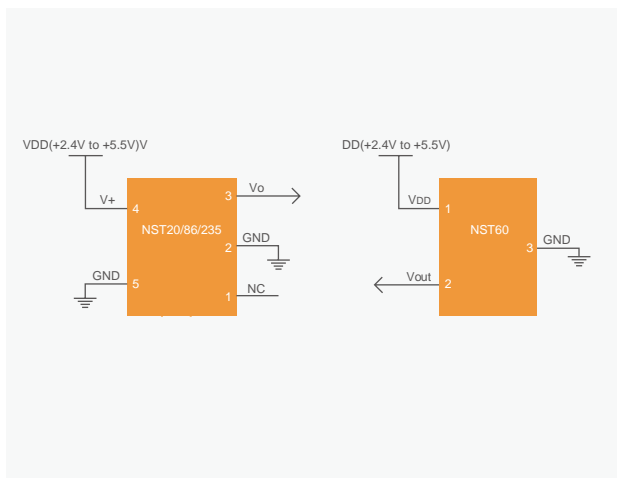 VDD(+2.4V to +5.5V)V
V+
4
NST20/86/235
3
Vo
2
GND
GND
5
1
NC
DD(+2.4V to +5.5V)
VDD
1
NST60
3
GND
Vout
2